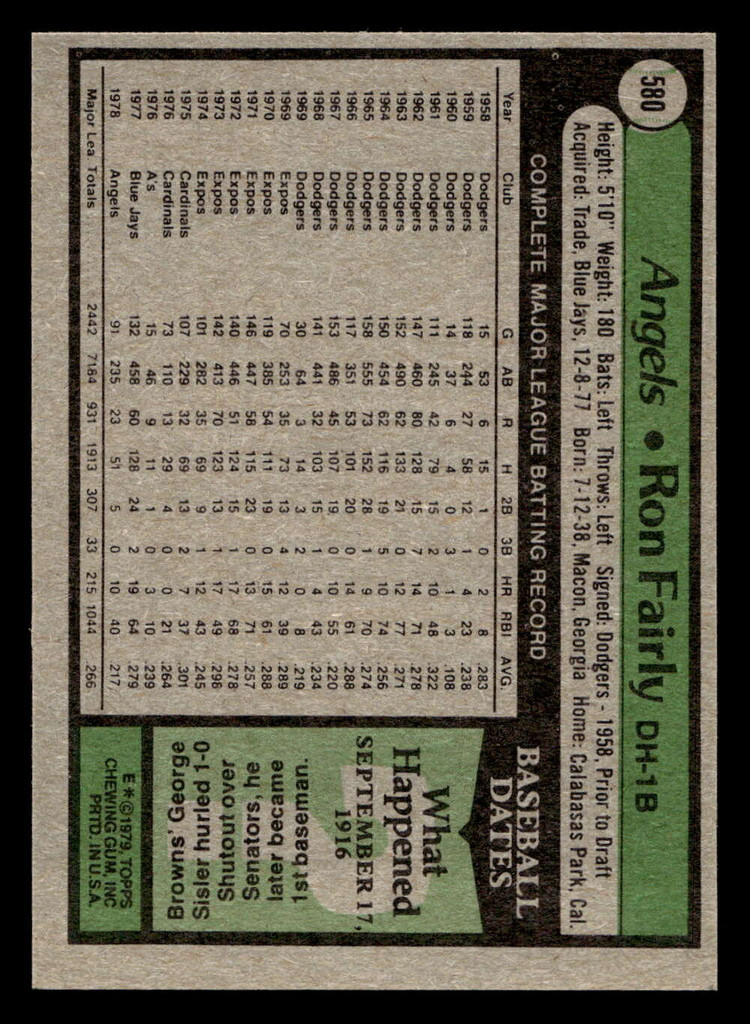 580
Angels • Ron Fairly DH-1B
Height: 5'10" Weight: 180 Bats: Left Throws: Left Signed: Dodgers - 1958, Prior to Draft
Acquired: Trade, Blue Jays, 12-8-77 Born: 7-12-38, Macon, Georgia Home: Calabasas Park, Cal.
COMPLETE MAJOR LEAGUE BATTING RECORD
Year Club G AB R H 2B 3B HR RBI AVG.
1958 Dodgers 15 53 6 15 1 0 2 8 .283
1959 Dodgers 118 244 27 58 12 1 4 23 .238
1960 Dodgers 14 37 6 4 0 3 1 3 .108
1961 Dodgers 111 245 42 79 15 2 10 48 .322
1962 Dodgers 147 460 80 128 15 7 14 71 .278
1963 Dodgers 152 490 62 133 21 0 12 77 .271
1964 Dodgers 150 454 62 116 19 5 10 74 .256
1965 Dodgers 158 555 73 152 28 1 9 70 .274
1966 Dodgers 117 351 53 101 20 0 14 61 .288
1967 Dodgers 153 486 45 107 19 0 10 55 .220
1968 Dodgers 141 441 32 103 15 1 4 43 .234
1969 Dodgers 30 64 3 14 3 2 0 8 .219
1969 Expos 70 253 35 73 13 4 12 39 .289
1970 Expos 119 385 54 111 19 0 15 61 .288
1971 Expos 146 447 58 115 23 0 13 71 .257
1972 Expos 140 446 51 124 15 1 17 68 .278
1973 Expos 142 413 70 123 13 1 17 49 .298
1974 Expos 101 282 35 69 9 1 12 43 .245
1975 Cardinals 107 229 32 69 13 2 7 37 .301
1976 Cardinals 73 110 13 29 4 0 0 21 .264
1976 A's 15 46 9 11 1 0 3 10 .239
1977 Blue Jays 132 458 60 128 24 2 19 64 .279
1978 Angels 91 235 23 51 5 0 10 40 .217
Major Lea. Totals ....... 2442 7184 931 1913 307 33 215 1044 .266
BASEBALL
DATES
What
Happened
SEPTEMBER 17,
1916
Browns' George
Sisler hurled 1-0
Shutout over
Senators, he
later became
1st baseman.
E*© 1979, TOPPS
CHEWING GUM, INC
PRTD. IN U.S.A.